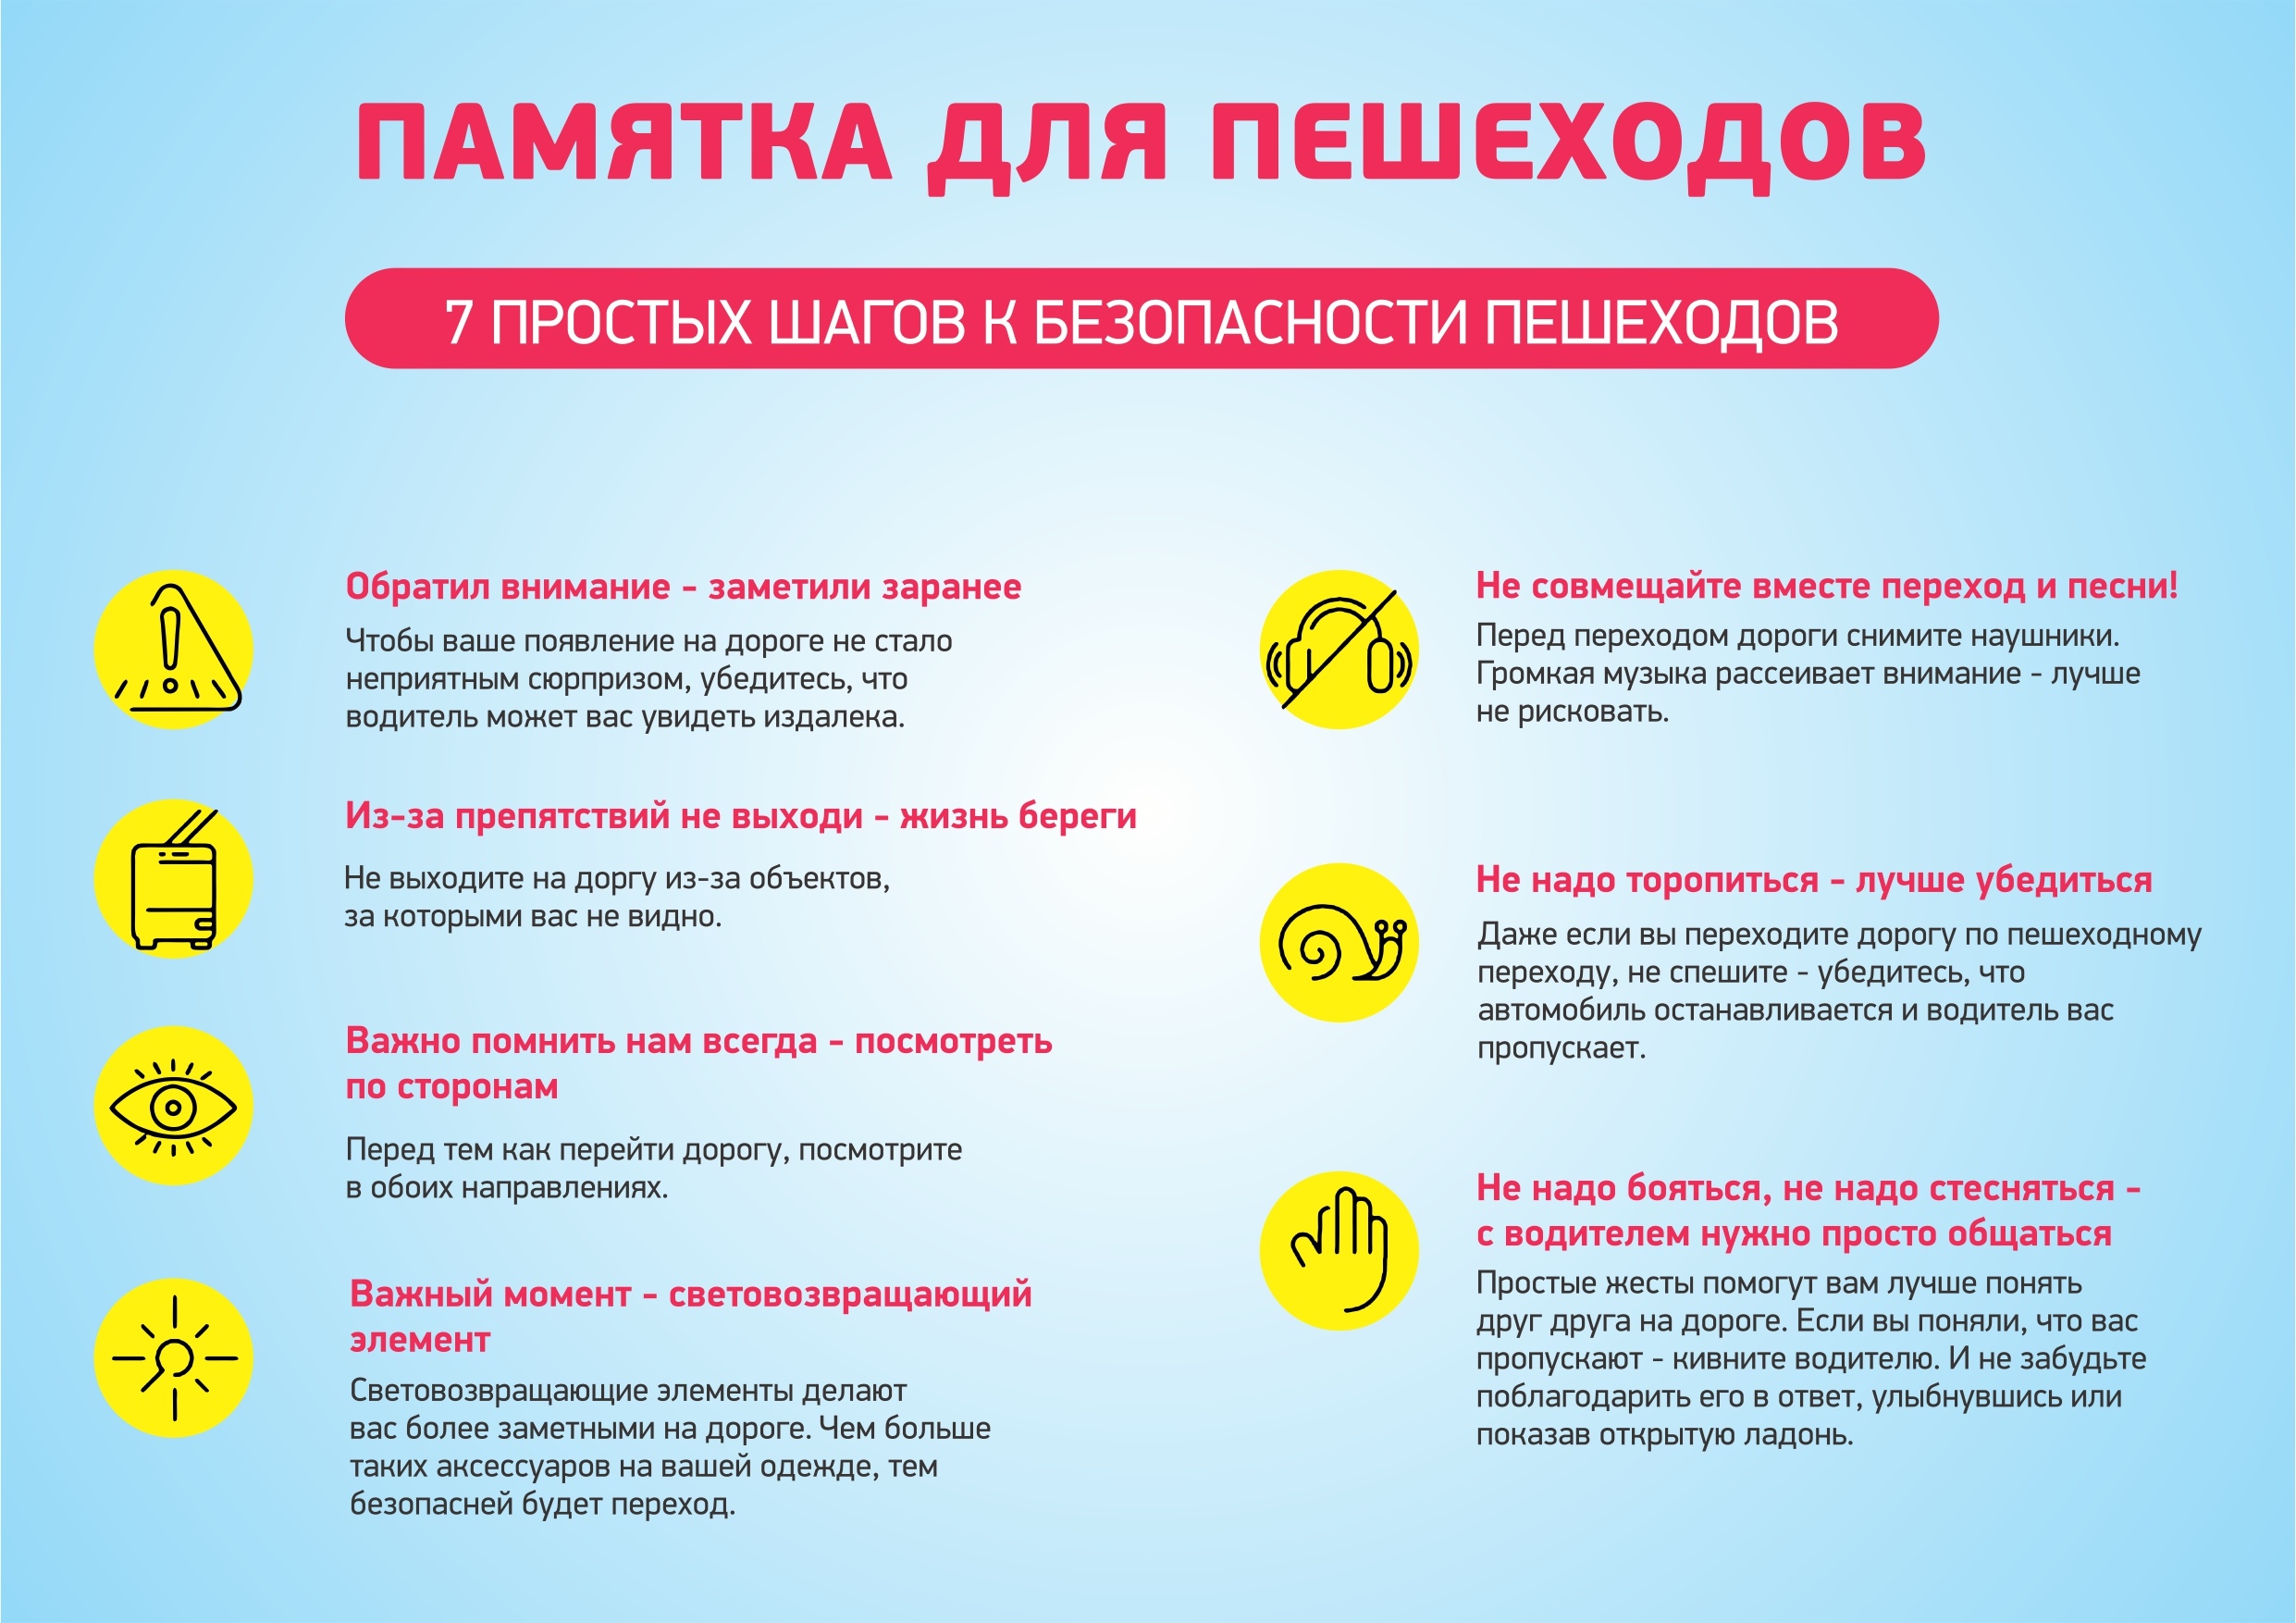 ПАМЯТКА ДЛЯ ПЕШЕХОДОВ
7 ПРОСТЫХ ШАГОВ К БЕЗОПАСНОСТИ ПЕШЕХОДОВ
Обратил внимание - заметили заранее
Чтобы ваше появление на дороге не стало
неприятным сюрпризом, убедитесь, что
водитель может вас увидеть издалека.
Из-за препятствий не выходи - жизнь береги
Не выходите на доргу из-за объектов,
за которыми вас не видно.
Важно помнить нам всегда - посмотреть
по сторонам
Перед тем как перейти дорогу, посмотрите
в обоих направлениях.
Важный момент - световозвращающий
элемент
Световозвращающие элементы делают
вас более заметными на дороге. Чем больше
таких аксессуаров на вашей одежде, тем
безопасней будет переход.
Не совмещайте вместе переход и песни!
Перед переходом дороги снимите наушники.
Громкая музыка рассеивает внимание - лучше
не рисковать.
Не надо торопиться - лучше убедиться
Даже если вы переходите дорогу по пешеходному
переходу, не спешите - убедитесь, что
автомобиль останавливается и водитель вас
пропускает.
Не надо бояться, не надо стесняться -
с водителем нужно просто общаться
Простые жесты помогут вам лучше понять
друг друга на дороге. Если вы поняли, что вас
пропускают - кивните водителю. И не забудьте
поблагодарить его в ответ, улыбнувшись или
показав открытую ладонь.